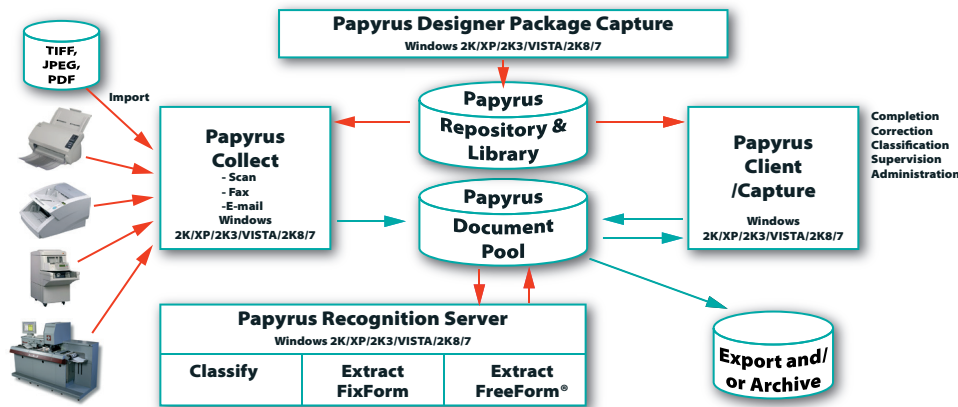 Papyrus Designer Package Capture
Windows 2K/XP/2K3/VISTA/2K8/7
TIFF,
JPEG,
PDF
Import
Papyrus
Repository &
Library
Papyrus
Collect
- Scan
- Fax
-E-mail
Windows
2K/XP/2K3/VISTA/2K8/7
Papyrus
Client
/Capture
Windows
2K/XP/2K3/VISTA/2K8/7
Completion
Correction
Classification
Supervision
Administration
Papyrus
Document
Pool
Papyrus Recognition Server
Windows 2K/XP/2K3/VISTA/2K8/7
Classify
Extract
FixForm
Extract
FreeForm®
Export and/
or Archive